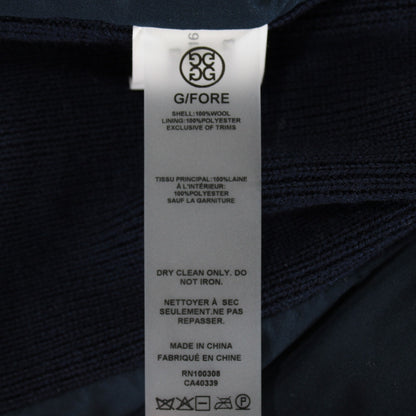 G/FORE
SHELL:100%WOOL
LINING:100%POLYESTER
EXCLUSIVE OF TRIMS
TISSU PRINCIPAL:100%LAINE
À L'INTÉRIEUR:
100%POLYESTER
SAUF LA GARNITURE
DRY CLEAN ONLY. DO
NOT IRON.
NETTOYER À SEC
SEULEMENT. NE PAS
REPASSER.
MADE IN CHINA
FABRIQUÉ EN CHINE
RN100308
CA40339